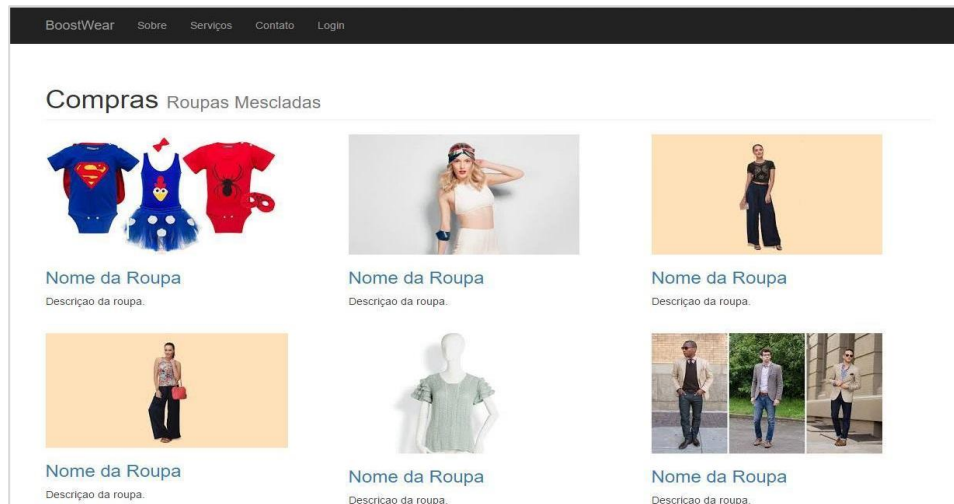 BoostWear Sobre Serviços Contato Login
Compras Roupas Mescladas
Nome da Roupa Nome da Roupa Nome da Roupa
Descriçao da roupa. Descriçao da roupa. Descriçao da roupa.
Nome da Roupa Nome da Roupa Nome da Roupa
Descriçao da roupa. Descriçao da roupa. Descriçao da roupa.